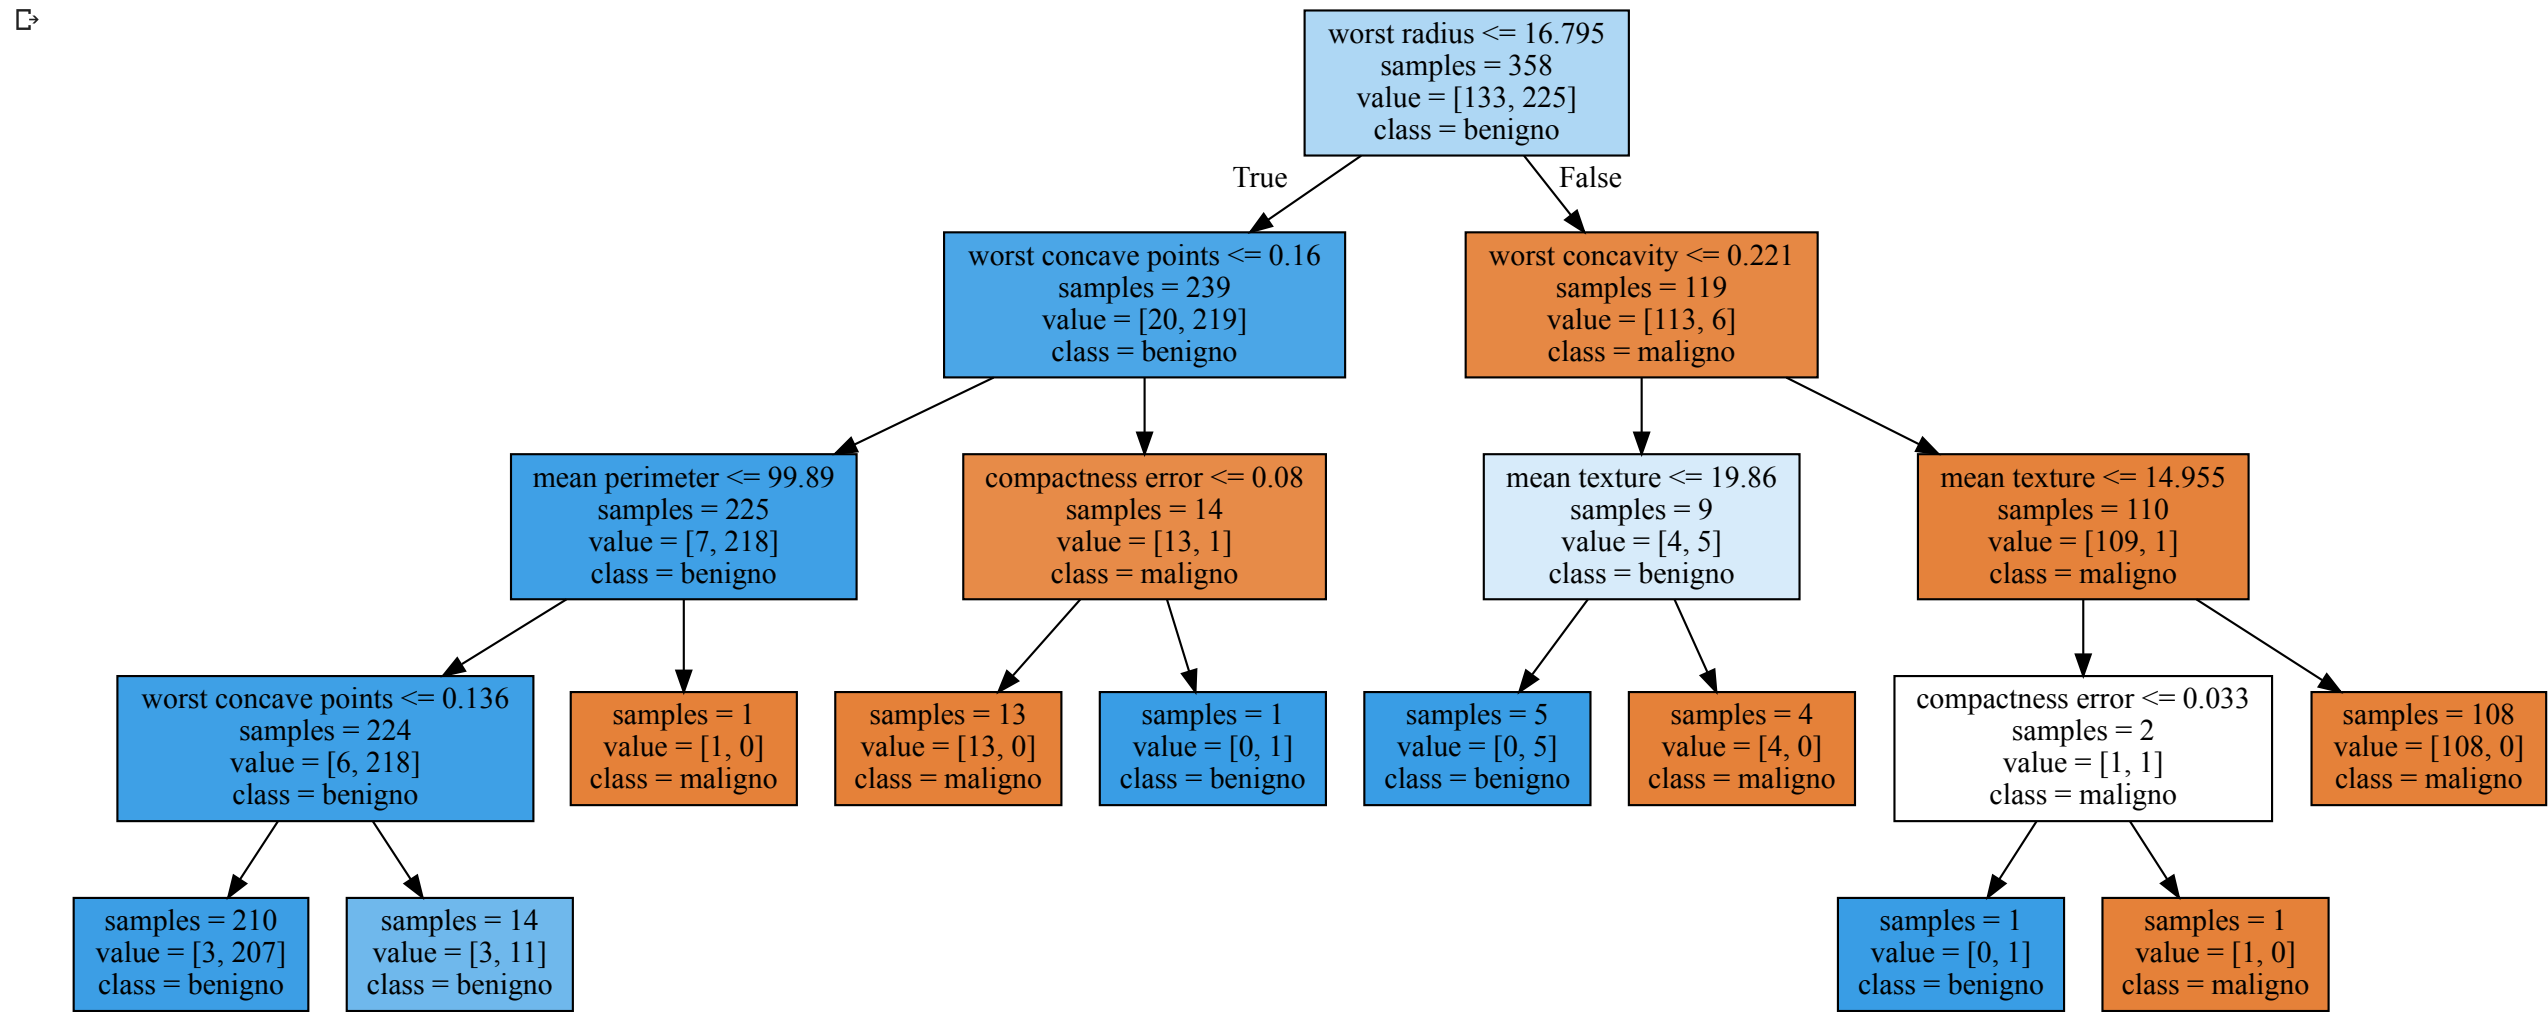 worst radius <= 16.795
samples = 358
value = [133, 225]
class = benigno
True
False
worst concave points <= 0.16
samples = 239
value = [20, 219]
class = benigno
worst concavity <= 0.221
samples = 119
value = [113, 6]
class = maligno
mean perimeter <= 99.89
samples = 225
value = [7, 218]
class = benigno
compactness error <= 0.08
samples = 14
value = [13, 1]
class = maligno
mean texture <= 19.86
samples = 9
value = [4, 5]
class = benigno
mean texture <= 14.955
samples = 110
value = [109, 1]
class = maligno
worst concave points <= 0.136
samples = 224
value = [6, 218]
class = benigno
samples = 1
value = [1, 0]
class = maligno
samples = 13
value = [13, 0]
class = maligno
samples = 1
value = [0, 1]
class = benigno
samples = 5
value = [0, 5]
class = benigno
samples = 4
value = [4, 0]
class = maligno
compactness error <= 0.033
samples = 2
value = [1, 1]
class = maligno
samples = 108
value = [108, 0]
class = maligno
samples = 210
value = [3, 207]
class = benigno
samples = 14
value = [3, 11]
class = benigno
samples = 1
value = [0, 1]
class = benigno
samples = 1
value = [1, 0]
class = maligno